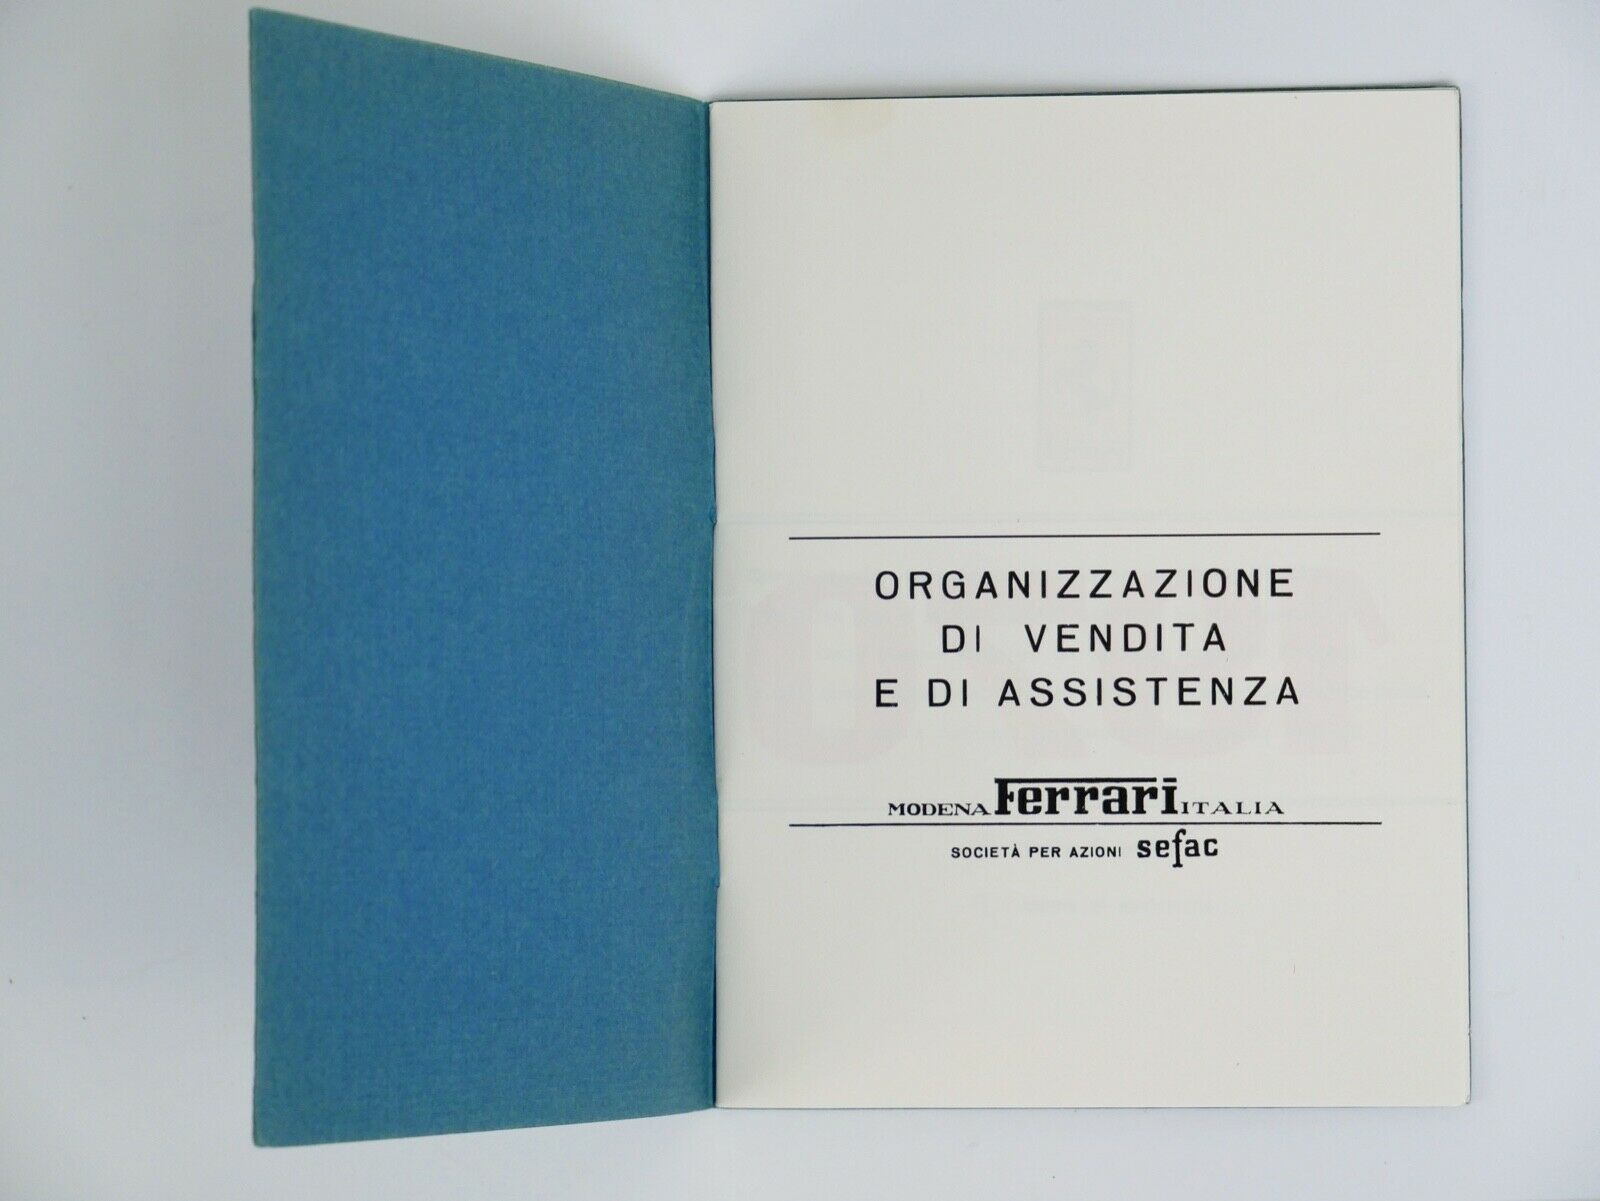 ORGANIZZAZIONE
DI VENDITA
E DI ASSISTENZA
MODENA Ferrari ITALIA
SOCIETÀ PER AZIONI sefac